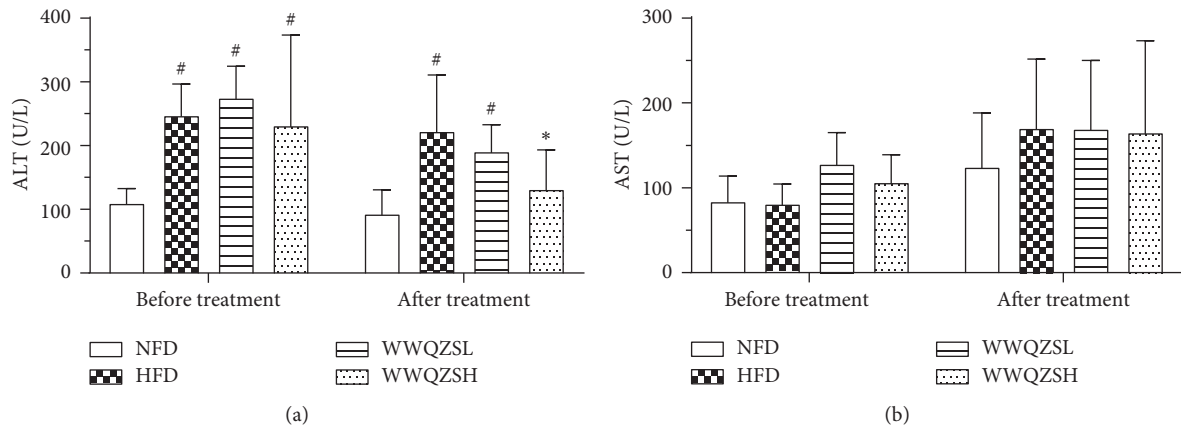 400
300
200
100
0
ALT (U/L)
# # # # # *
Before treatment After treatment
NFD WWQZSL
HFD WWQZSH
(a)
300
200
100
0
AST (U/L)
Before treatment After treatment
NFD WWQZSL
HFD WWQZSH
(b)